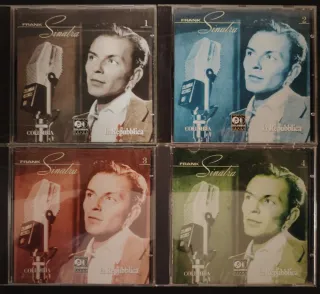 FRANK
Sinatra
1
COLUMBIA
la Repubblica
FRANK
Sinatra
2
COLUMBIA
la Repubblica
FRANK
Sinatra
3
COLUMBIA
la Repubblica
FRANK
Sinatra
4
COLUMBIA
la Repubblica